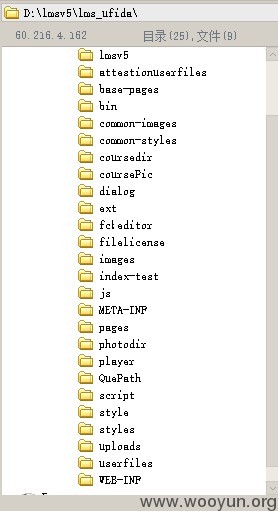 D:\lmsv5\lms_ufida\
60.216.4.162 目录(25),文件(9)
lmsv5
attestionuserfiles
base-pages
bin
common-images
common-styles
coursedir
coursePic
dialog
ext
fckeditor
filelicense
images
index-test
js
META-INF
pages
photodir
player
QuePath
script
style
styles
uploads
userfiles
WEB-INF
www.wooyun.org